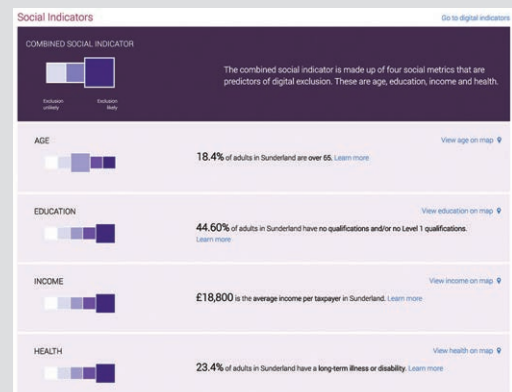 Social Indicators
Go to digital indicators
COMBINED SOCIAL INDICATOR
The combined social indicator is made up of four social metrics that are
predictors of digital exclusion. These are age, education, income and health.
Exclusion unlikely
Exclusion likely
AGE
View age on map
18.4% of adults in Sunderland are over 65. Learn more
EDUCATION
View education on map
44.60% of adults in Sunderland have no qualifications and/or no Level 1 qualifications.
Learn more
INCOME
View income on map
£18,800 is the average income per taxpayer in Sunderland. Learn more
HEALTH
View health on map
23.4% of adults in Sunderland have a long-term illness or disability. Learn more